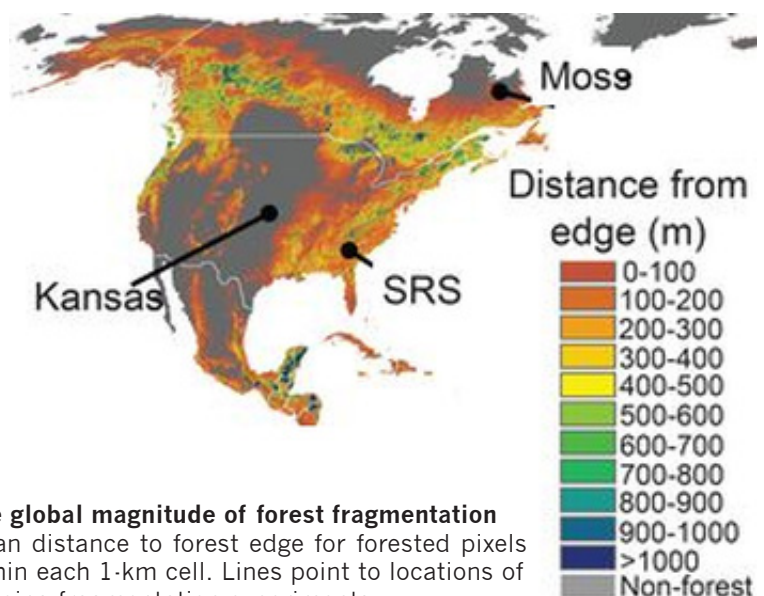 Moss
Distance from
edge (m)
Kansas
SRS
0-100
100-200
200-300
300-400
400-500
500-600
600-700
700-800
800-900
900-1000
>1000
Non-forest
global magnitude of forest fragmentation
distance to forest edge for forested pixels
each 1-km cell. Lines point to locations of
fragmentation experiments